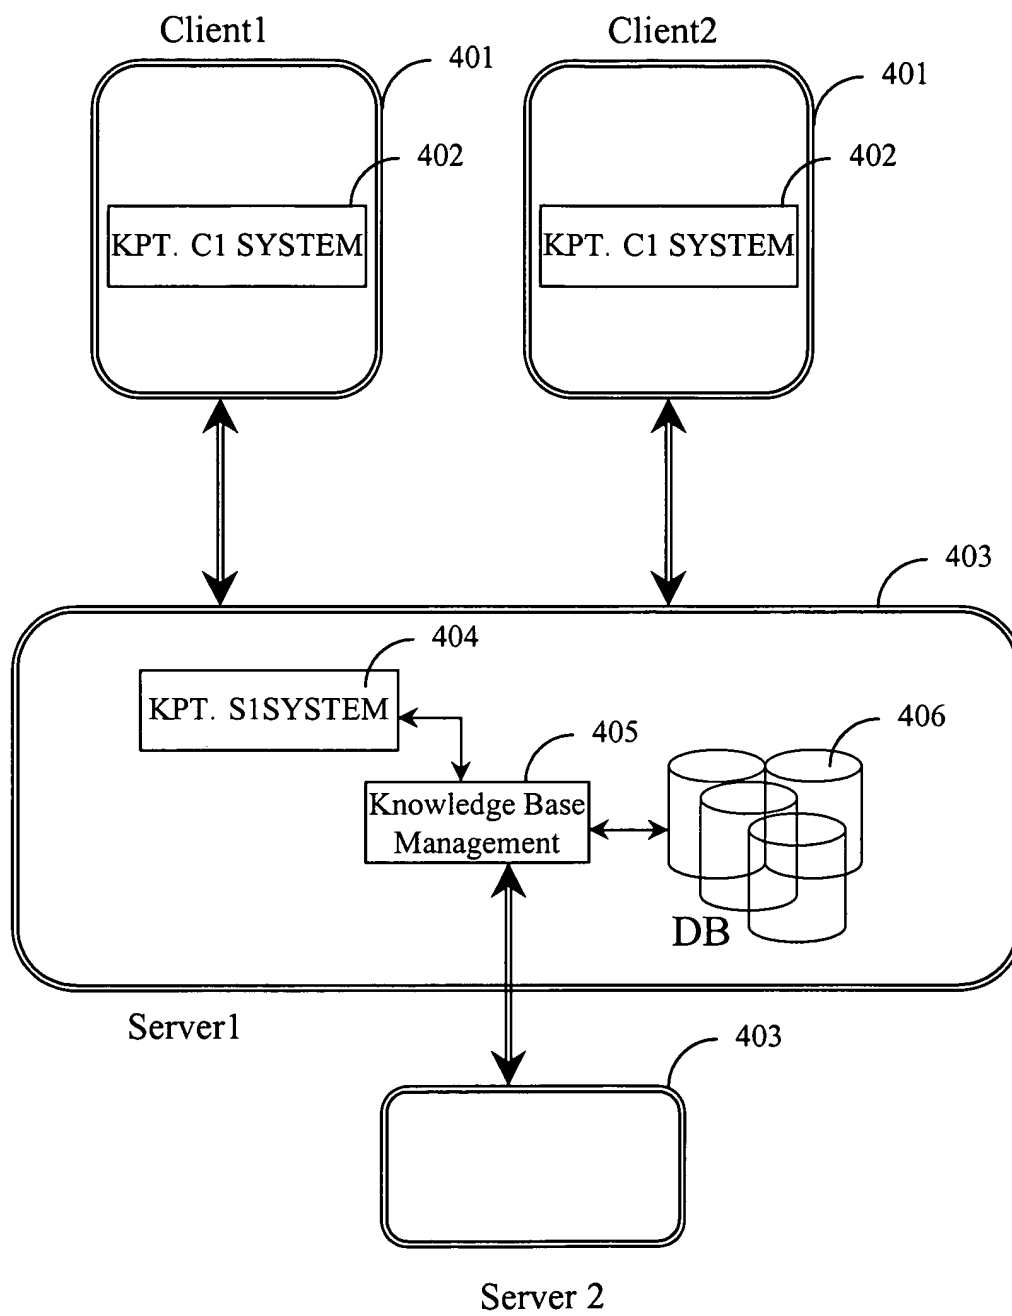 Client1
Client2
401
401
402
402
KPT. C1 SYSTEM
KPT. C1 SYSTEM
403
404
KPT. S1SYSTEM
405
406
Knowledge Base
Management
DB
Server1
403
Server 2